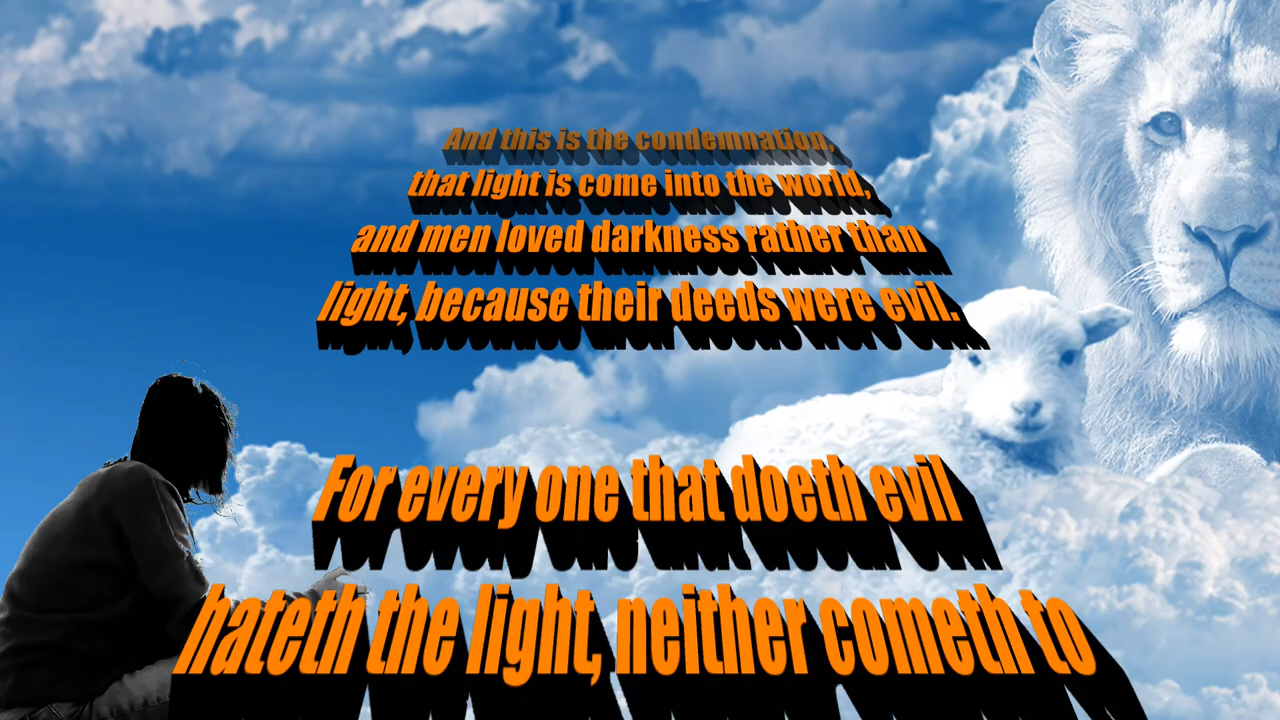 And this is the condemnation,
that light is come into the world,
and men loved darkness rather than
light, because their deeds were evil.
For every one that doeth evil
hateth the light, neither cometh to